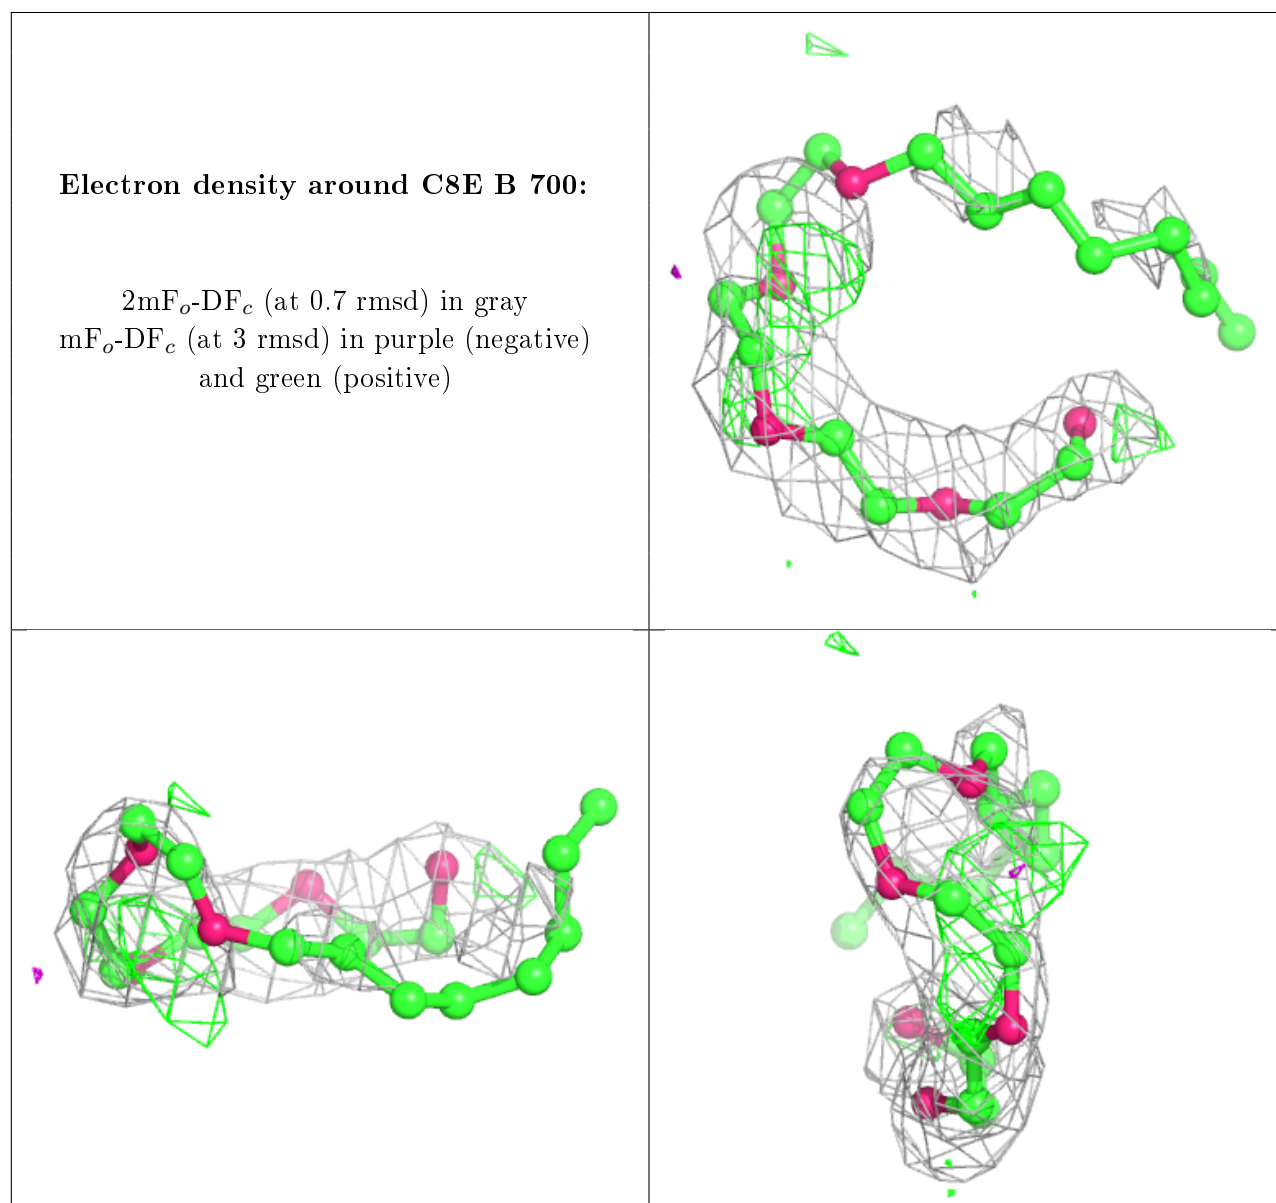 Electron density around C8E B 700:
2mFo-DFc (at 0.7 rmsd) in gray
mFo-DFc (at 3 rmsd) in purple (negative)
and green (positive)